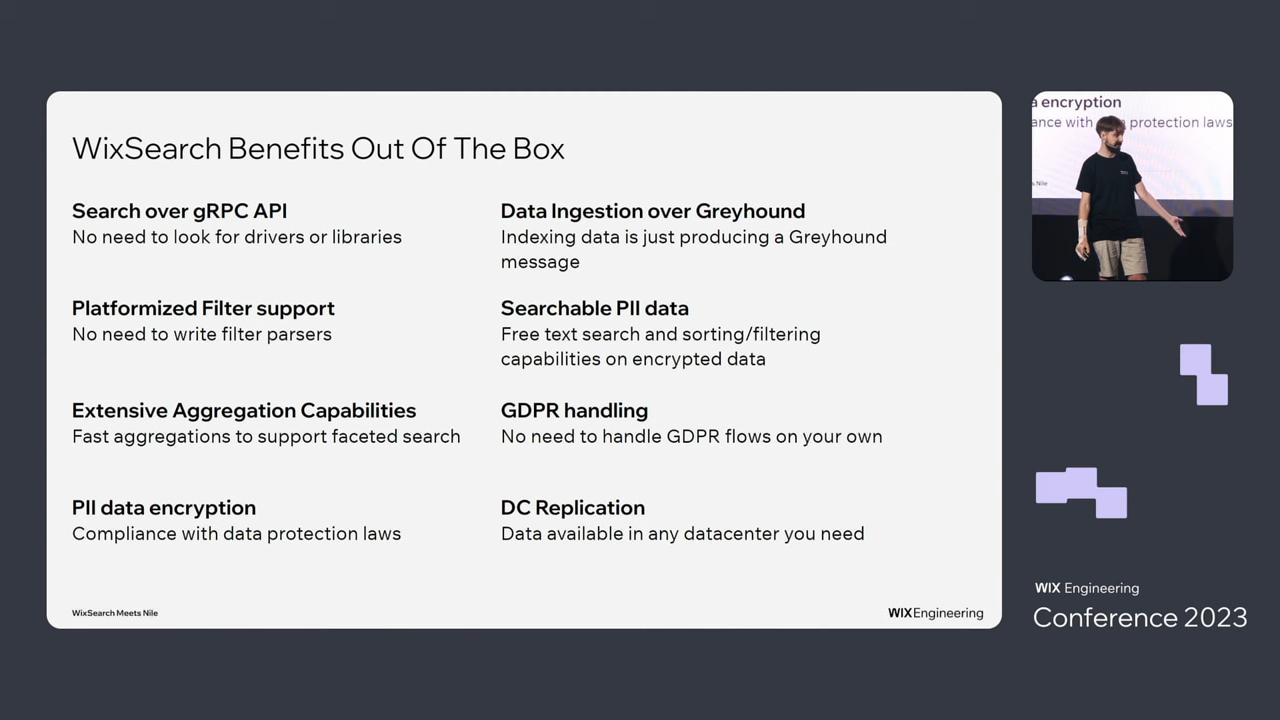 WixSearch Benefits Out Of The Box
Search over gRPC API
No need to look for drivers or libraries
Data Ingestion over Greyhound
Indexing data is just producing a Greyhound
message
Platformized Filter support
No need to write filter parsers
Searchable PII data
Free text search and sorting/filtering
capabilities on encrypted data
Extensive Aggregation Capabilities
Fast aggregations to support faceted search
GDPR handling
No need to handle GDPR flows on your own
PII data encryption
Compliance with data protection laws
DC Replication
Data available in any datacenter you need
WixSearch Meets Nile
WIX Engineering
a encryption
ance with protection laws
Nile
WIX Engineering
Conference 2023